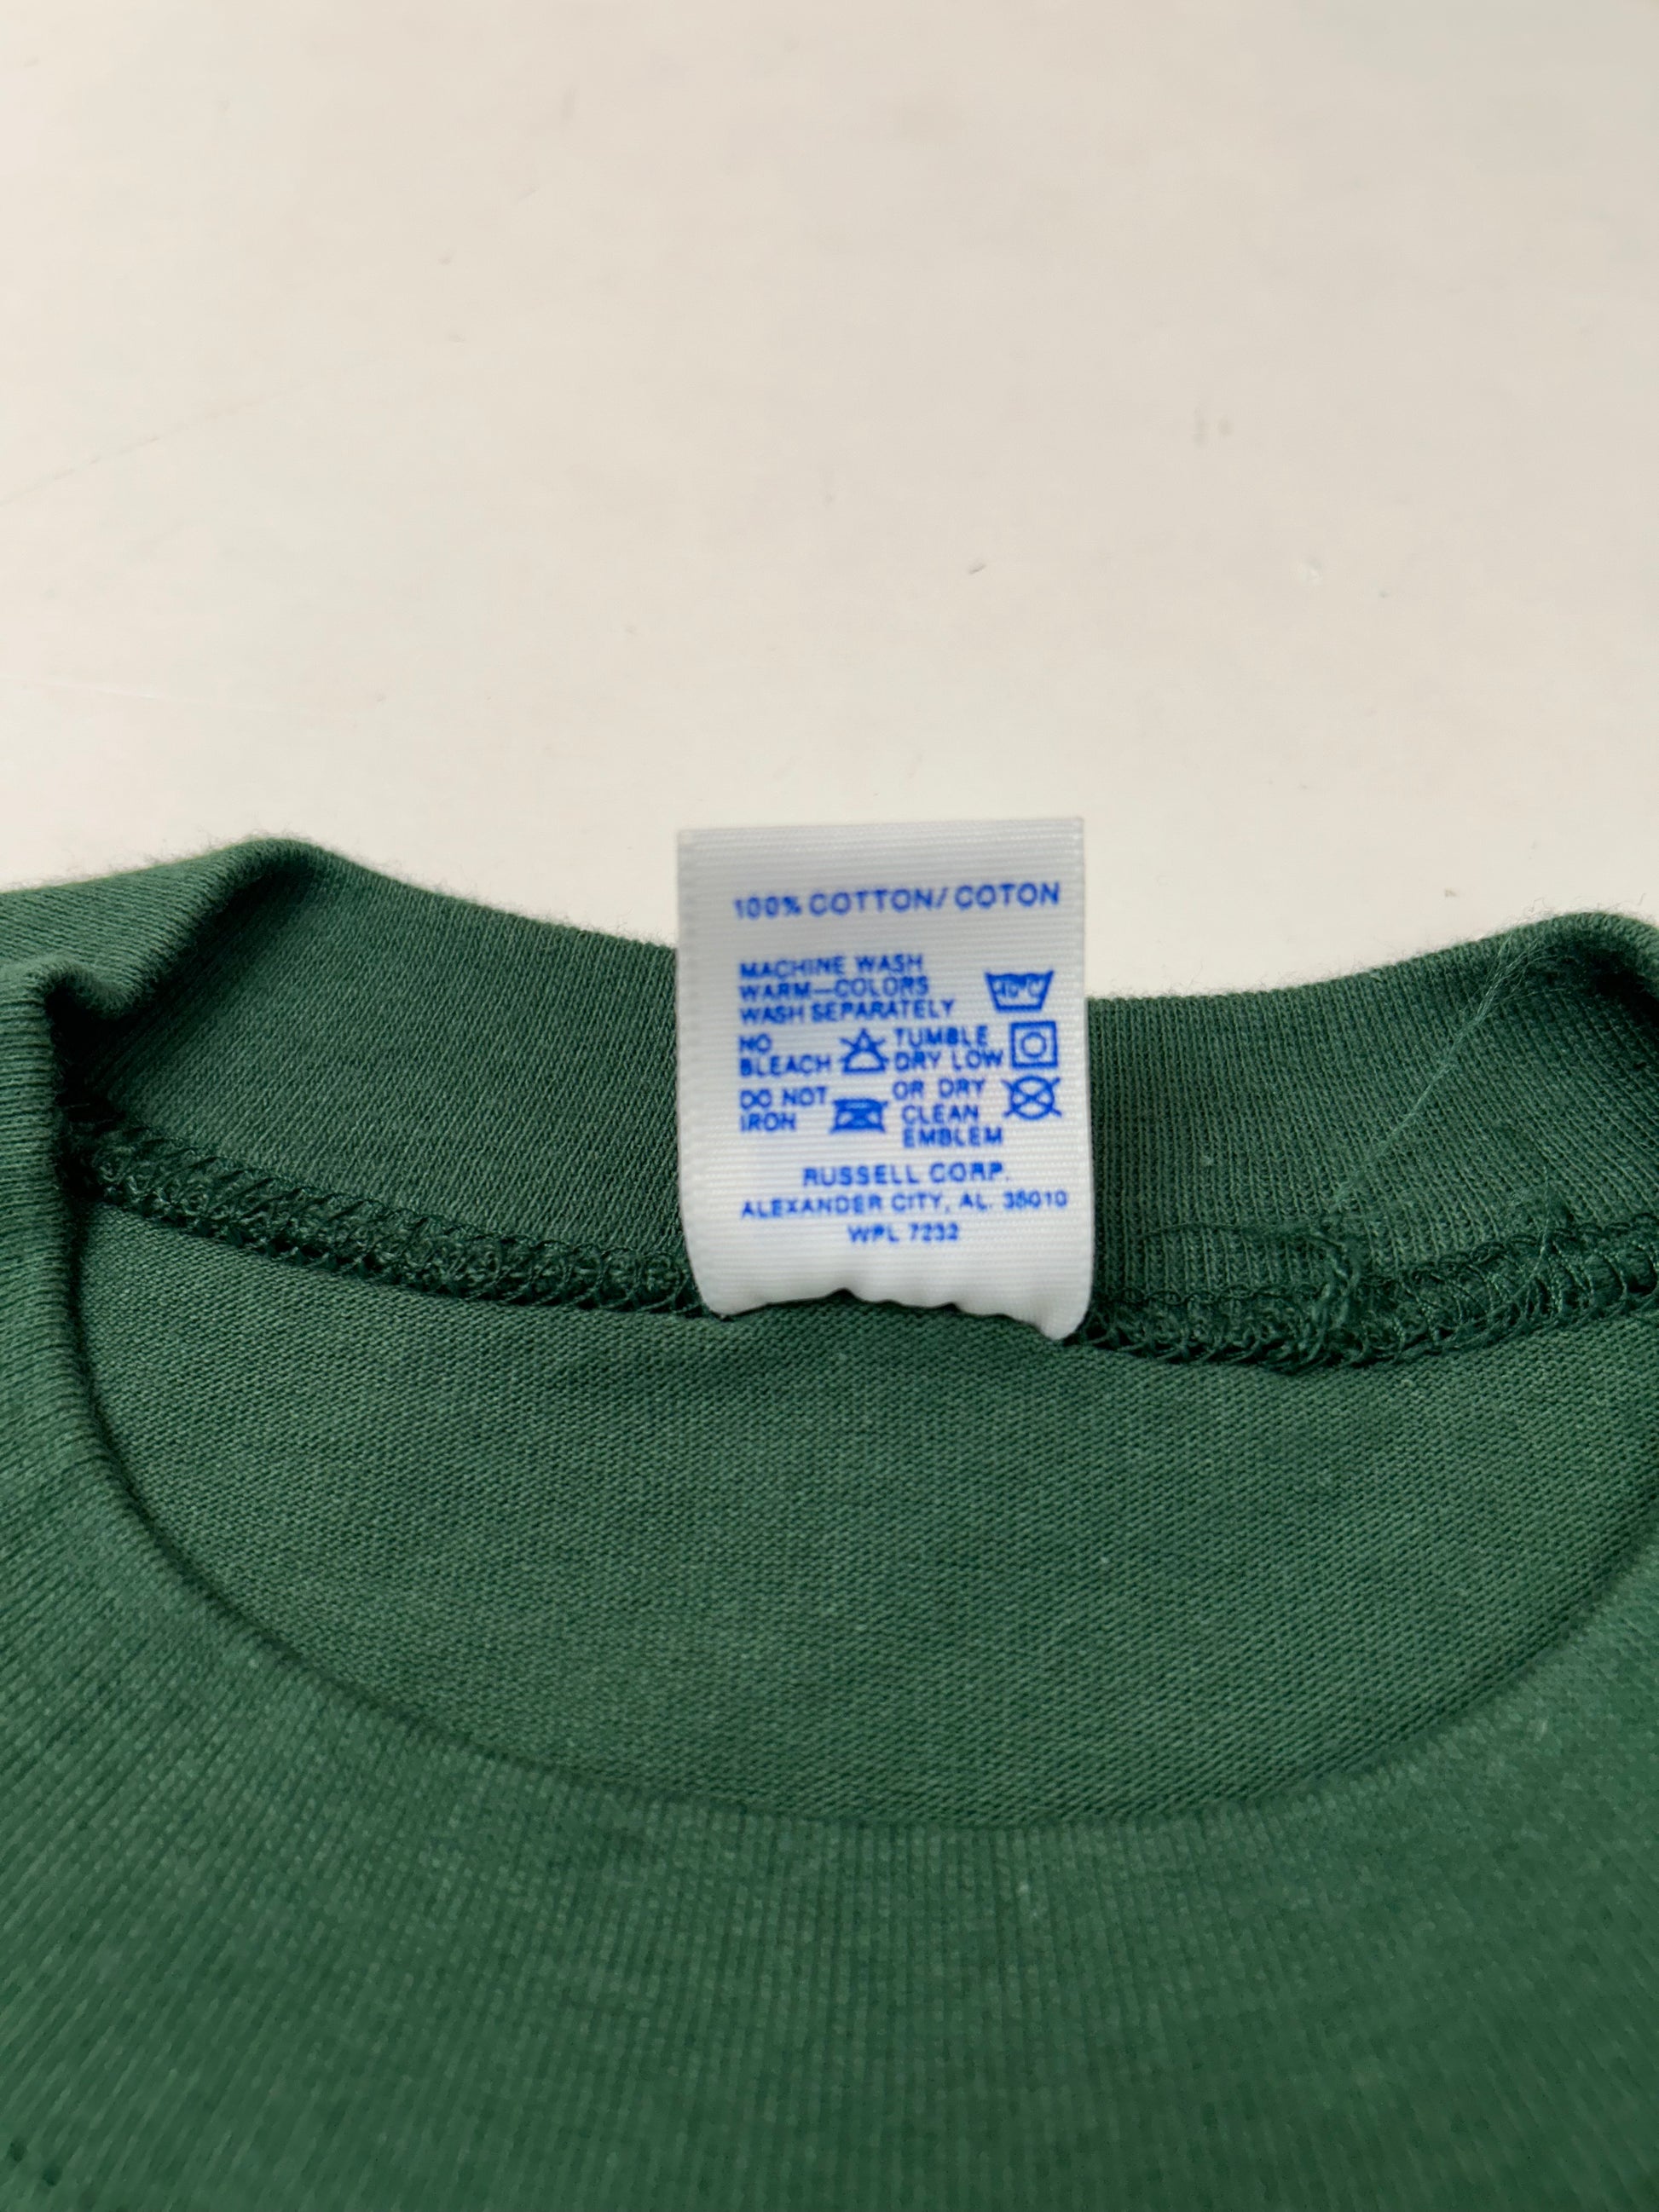 100% COTTON/COTON
MACHINE WASH
WARM—COLORS
WASH SEPARATELY
40°C
NO BLEACH
TUMBLE DRY LOW
DO NOT IRON
OR DRY CLEAN EMBLEM
RUSSELL CORP.
ALEXANDER CITY, AL. 35010
WPL 7232